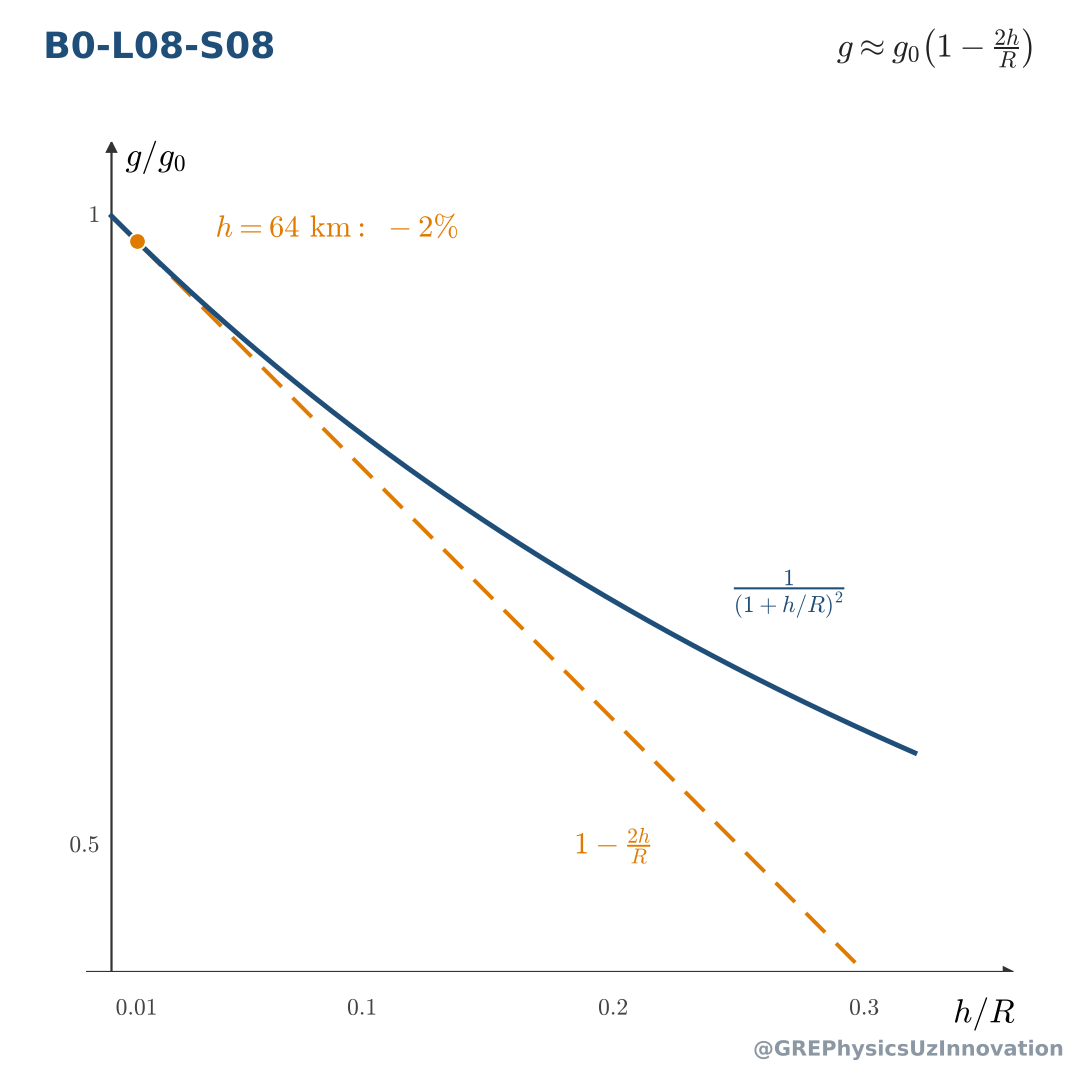 B0-L08-S08
g ≈ g₀(1 − 2h/R)
g/g₀
1
h = 64 km: − 2%
1/(1 + h/R)²
1 − 2h/R
0.5
0.01 0.1 0.2 0.3
h/R
@GREPhysicsUzInnovation